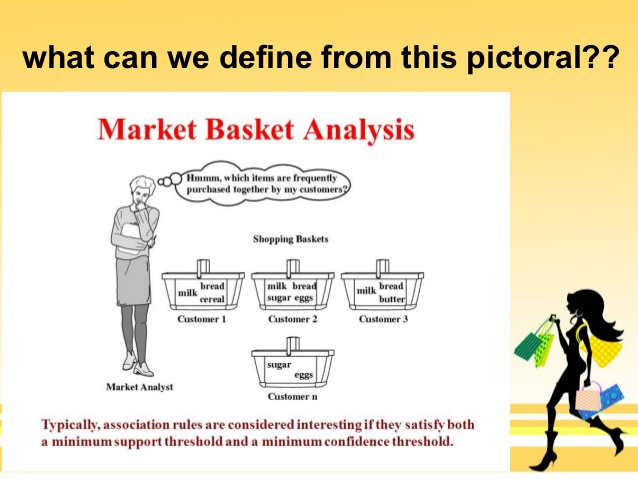 what can we define from this pictoral??
Market Basket Analysis
Hmmm, which items are frequently
purchased together by my customers?
Shopping Baskets
milk bread
cereal
Customer 1
milk bread
sugar eggs
Customer 2
milk bread
butter
Customer 3
sugar
eggs
Customer n
Market Analyst
Typically, association rules are considered interesting if they satisfy both
a minimum support threshold and a minimum confidence threshold.